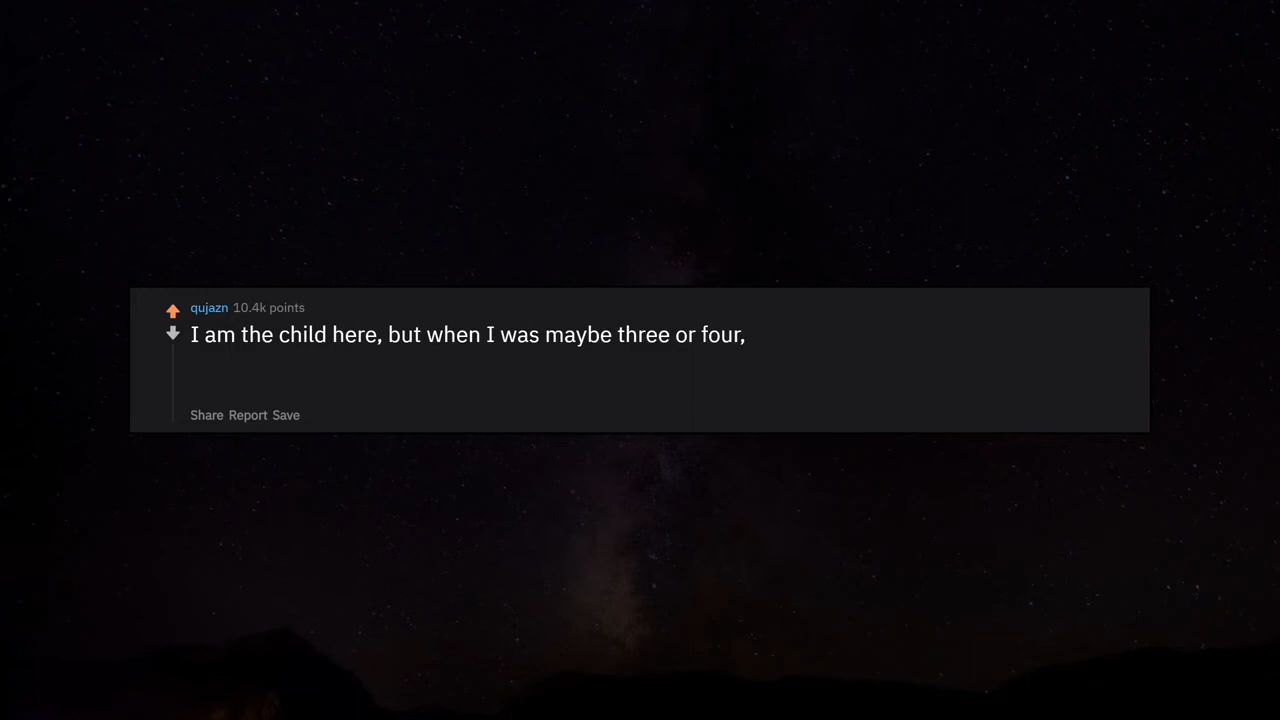 qujazn 10.4k points
I am the child here, but when I was maybe three or four,
Share Report Save